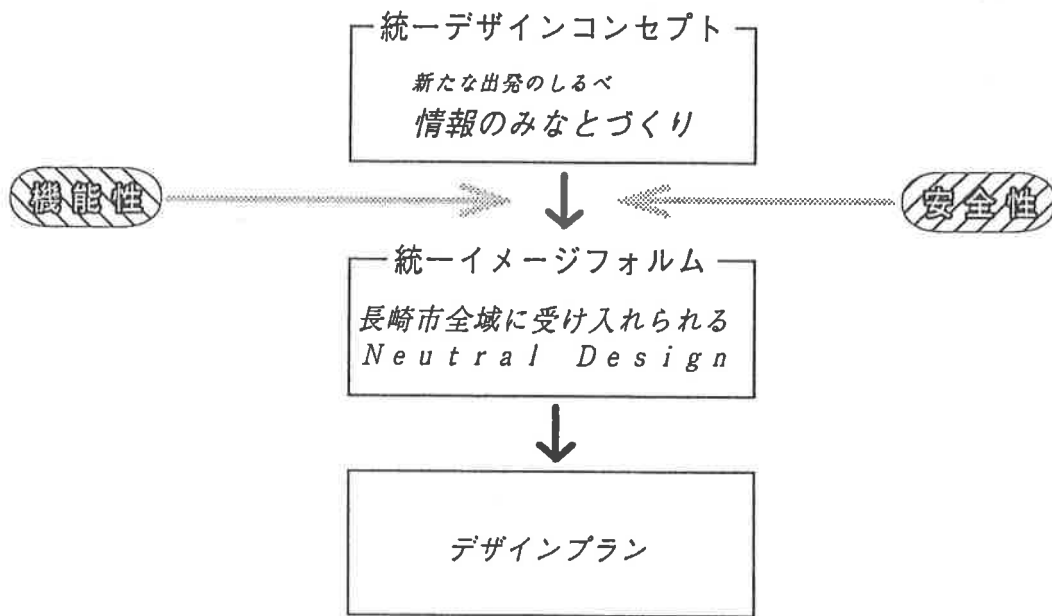 統一デザインコンセプト
新たな出発のしるべ
情報のみなとづくり
機能性
安全性
統一イメージフォルム
長崎市全域に受け入れられる
Neutral Design
デザインプラン